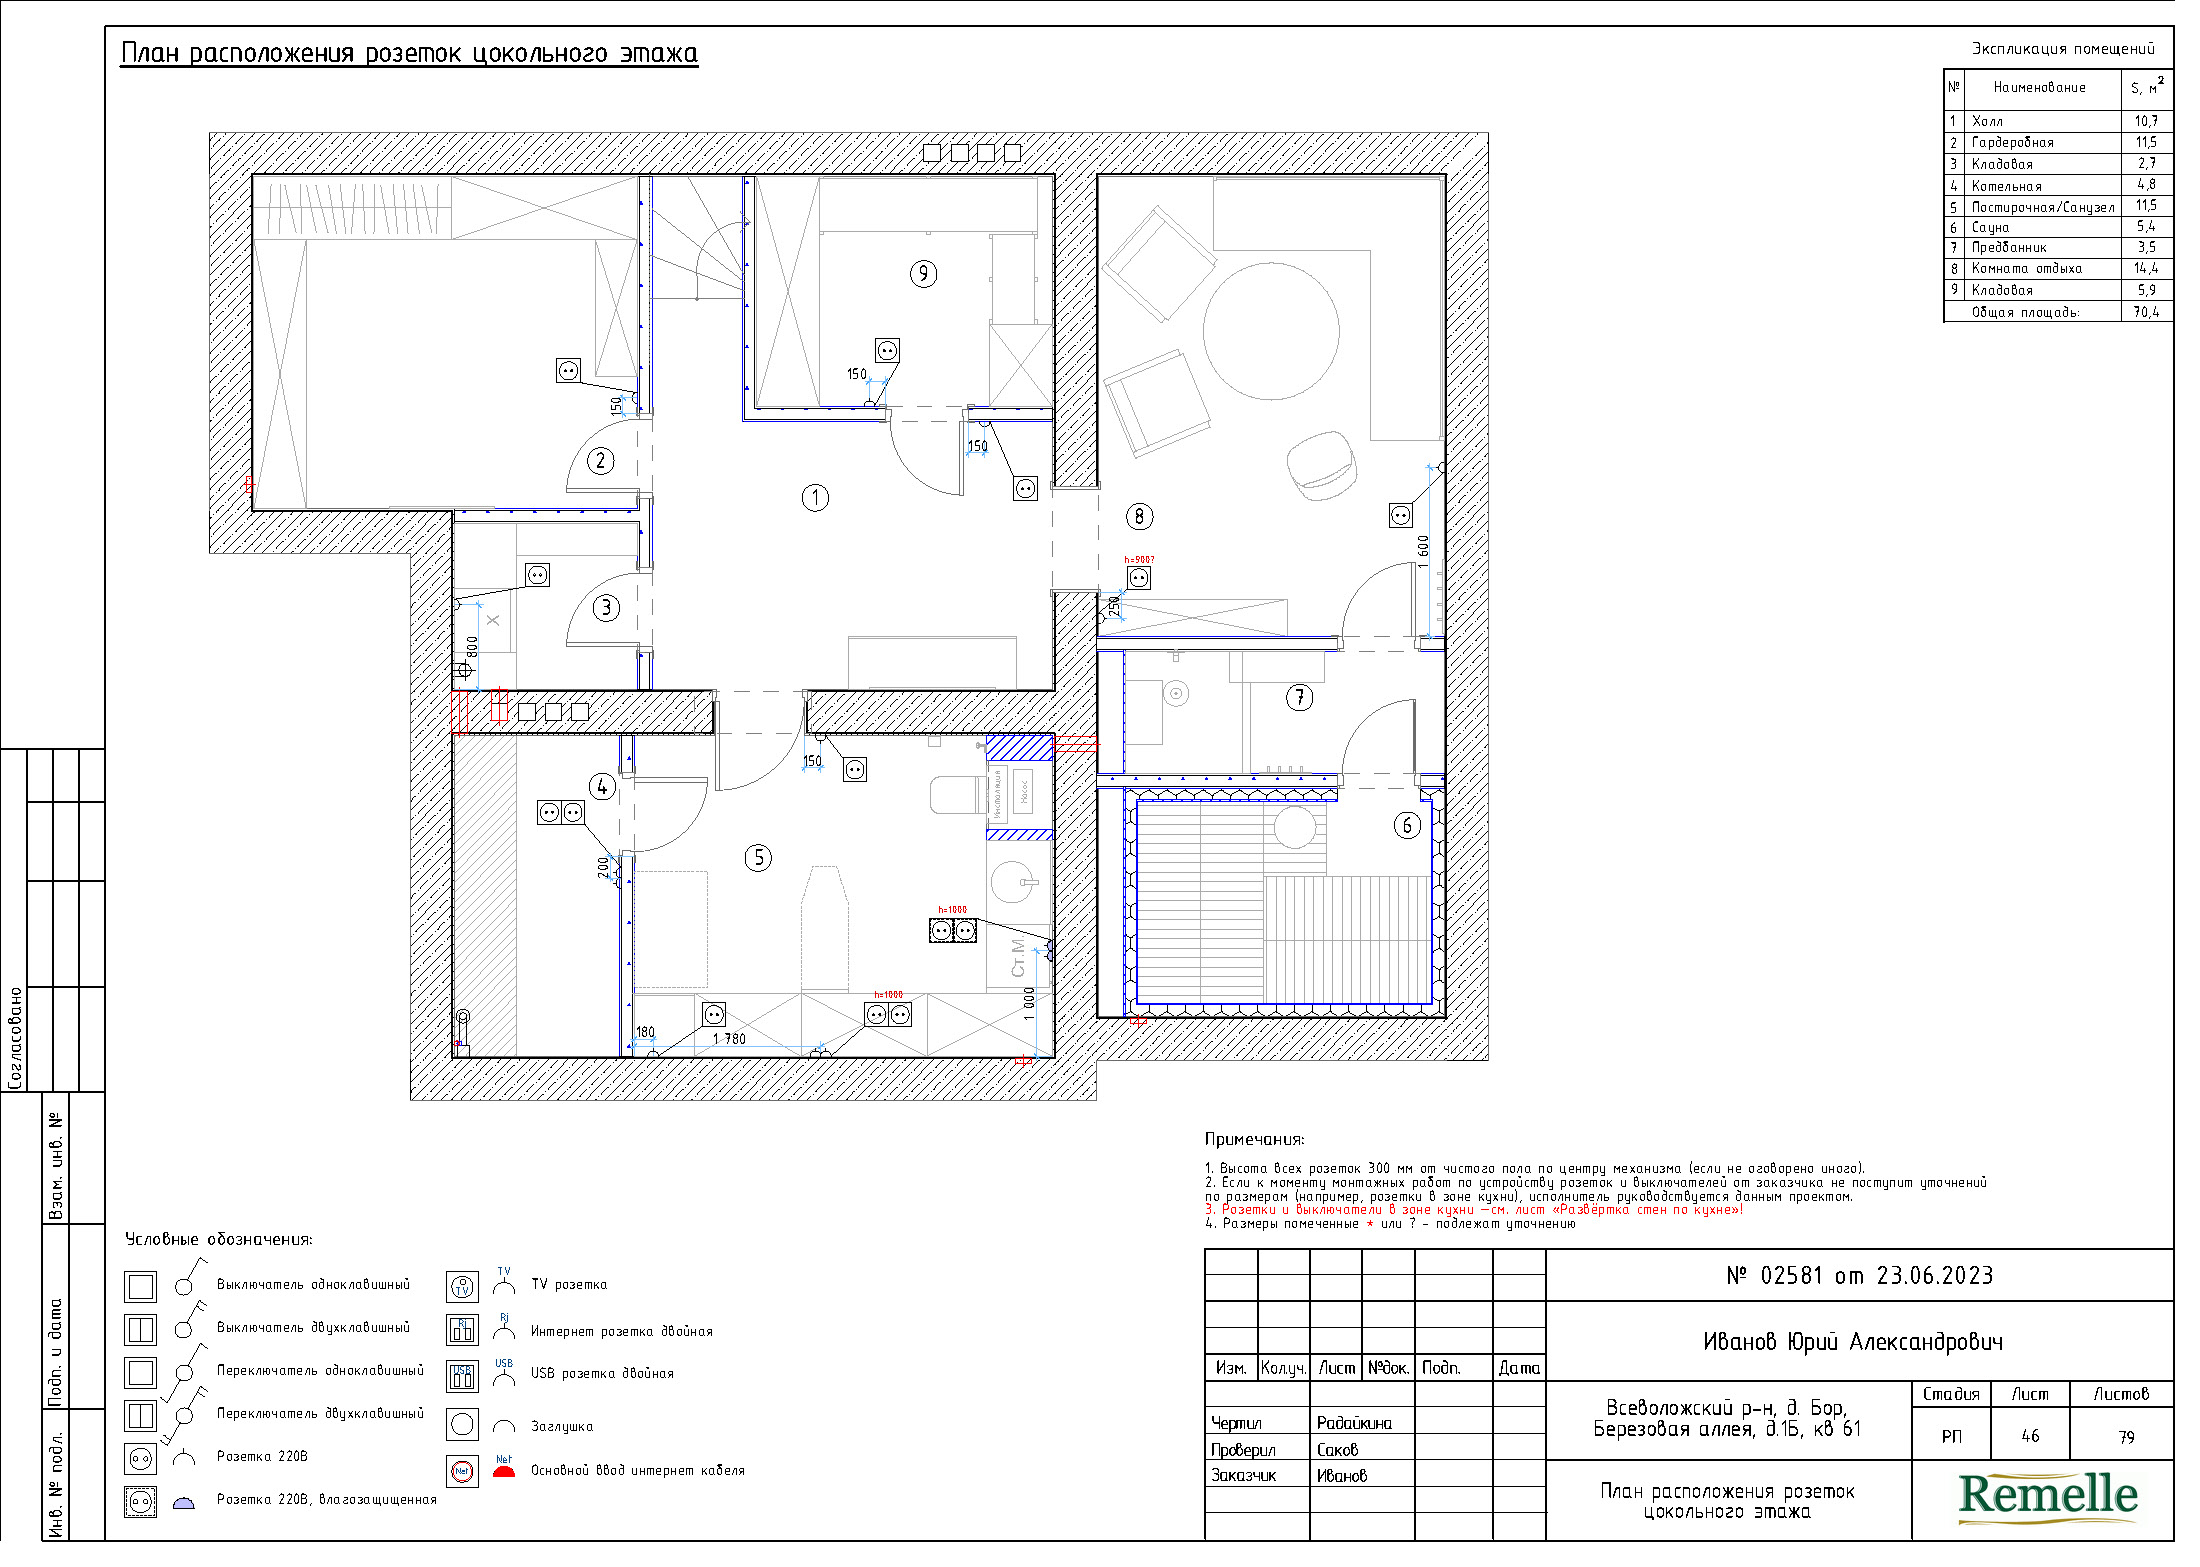 План расположения розеток цокольного этажа
Экспликация помещений
№ Наименование S, м²
1 Холл 10,7
2 Гардеробная 11,5
3 Кладовая 2,7
4 Котельная 4,8
5 Постирочная/Санузел 11,5
6 Сауна 5,4
7 Предбанник 3,5
8 Комната отдыха 14,4
9 Кладовая 5,9
Общая площадь: 70,4
9
150
150
2
150
1
8
1 600
h=900?
250
3
X
800
7
150
4
Инсталяция
Насос
6
5
200
h=1000
Ст.М
h=1000
1 000
180
1 780
Согласовано
Взам. инв. №
Подп. и дата
Инв. № подл.
Примечания:
1. Высота всех розеток 300 мм от чистого пола по центру механизма (если не оговорено иного).
2. Если к моменту монтажных работ по устройству розеток и выключателей от заказчика не поступит уточнений
по размерам (например, розетки в зоне кухни), исполнитель руководствуется данным проектом.
3. Розетки и выключатели в зоне кухни —см. лист «Развёртка стен по кухне»!
4. Размеры помеченные * или ? - подлежат уточнению
Условные обозначения:
Выключатель одноклавишный
Выключатель двухклавишный
Переключатель одноклавишный
Переключатель двухклавишный
Розетка 220В
Розетка 220В, влагозащищенная
TV TV TV розетка
Rj Rj Интернет розетка двойная
USB USB USB розетка двойная
Заглушка
Net Net Основной ввод интернет кабеля
№ 02581 от 23.06.2023
Иванов Юрий Александрович
Изм. Кол.уч. Лист №док. Подп. Дата
Чертил Радайкина
Проверил Саков
Заказчик Иванов
Всеволожский р-н, д. Бор,
Березовая аллея, д.1Б, кв 61
Стадия Лист Листов
РП 46 79
План расположения розеток
цокольного этажа
Remelle